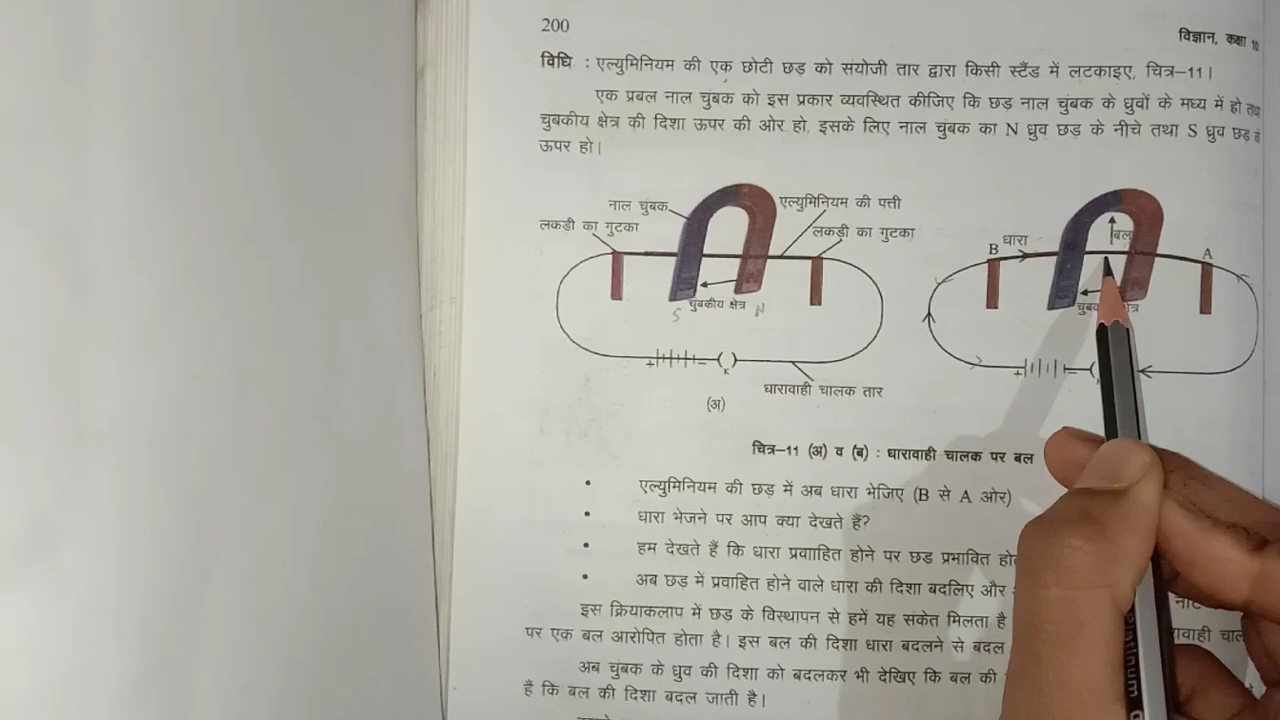 200
विज्ञान, कक्षा 10
विधि : एल्युमिनियम की एक छोटी छड़ को संयोजी तार द्वारा किसी स्टैंड में लटकाइए, चित्र–11।
एक प्रबल नाल चुंबक को इस प्रकार व्यवस्थित कीजिए कि छड़ नाल चुंबक के ध्रुवों के मध्य में हो तथा
चुंबकीय क्षेत्र की दिशा ऊपर की ओर हो, इसके लिए नाल चुंबक का N ध्रुव छड़ के नीचे तथा S ध्रुव छड़ के
ऊपर हो।
नाल चुंबक
एल्युमिनियम की पत्ती
लकड़ी का गुटका
लकड़ी का गुटका
B
धारा
बल
A
चुंबकीय क्षेत्र
S
N
+
–
K
+
–
धारावाही चालक तार
(अ)
चित्र–11 (अ) व (ब) : धारावाही चालक पर बल
• एल्युमिनियम की छड़ में अब धारा भेजिए (B से A ओर)
• धारा भेजने पर आप क्या देखते हैं?
• हम देखते हैं कि धारा प्रवााहित होने पर छड़ प्रभावित
• अब छड़ में प्रवाहित होने वाले धारा की दिशा बदलिए और
इस क्रियाकलाप में छड़ के विस्थापन से हमें यह संकेत मिलता है
पर एक बल आरोपित होता है। इस बल की दिशा धारा बदलने से बदल
अब चुंबक के ध्रुव की दिशा को बदलकर भी देखिए कि बल की
हैं कि बल की दिशा बदल जाती है।